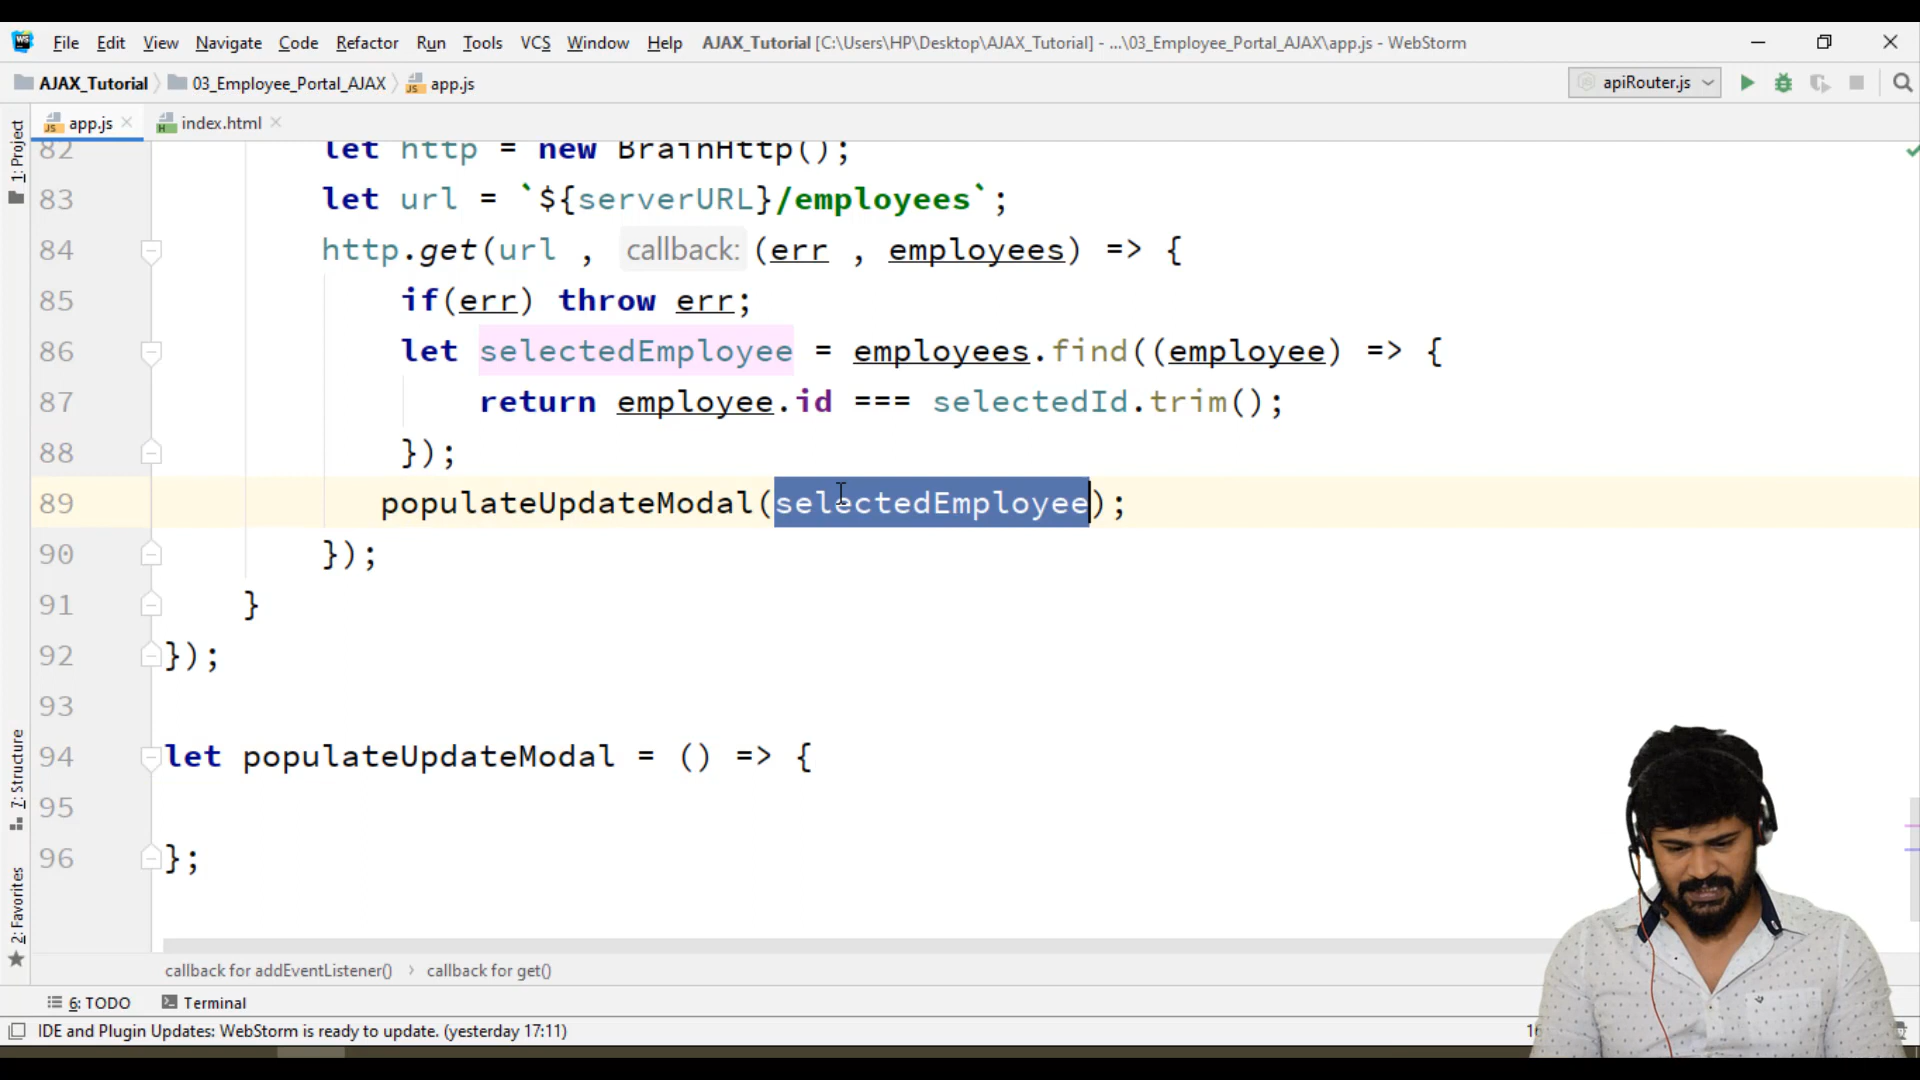 WS File Edit View Navigate Code Refactor Run Tools VCS Window Help AJAX_Tutorial [C:\Users\HP\Desktop\AJAX_Tutorial] - ...\03_Employee_Portal_AJAX\app.js - WebStorm
AJAX_Tutorial 03_Employee_Portal_AJAX app.js apiRouter.js
app.js index.html
1: Project
7: Structure
2: Favorites
82 let http = new BrainHttp();
83 let url = `${serverURL}/employees`;
84 http.get(url , callback: (err , employees) => {
85 if(err) throw err;
86 let selectedEmployee = employees.find((employee) => {
87 return employee.id === selectedId.trim();
88 });
89 populateUpdateModal(selectedEmployee);
90 });
91 }
92 });
93
94 let populateUpdateModal = () => {
95
96 };
callback for addEventListener() › callback for get()
6: TODO Terminal
IDE and Plugin Updates: WebStorm is ready to update. (yesterday 17:11)